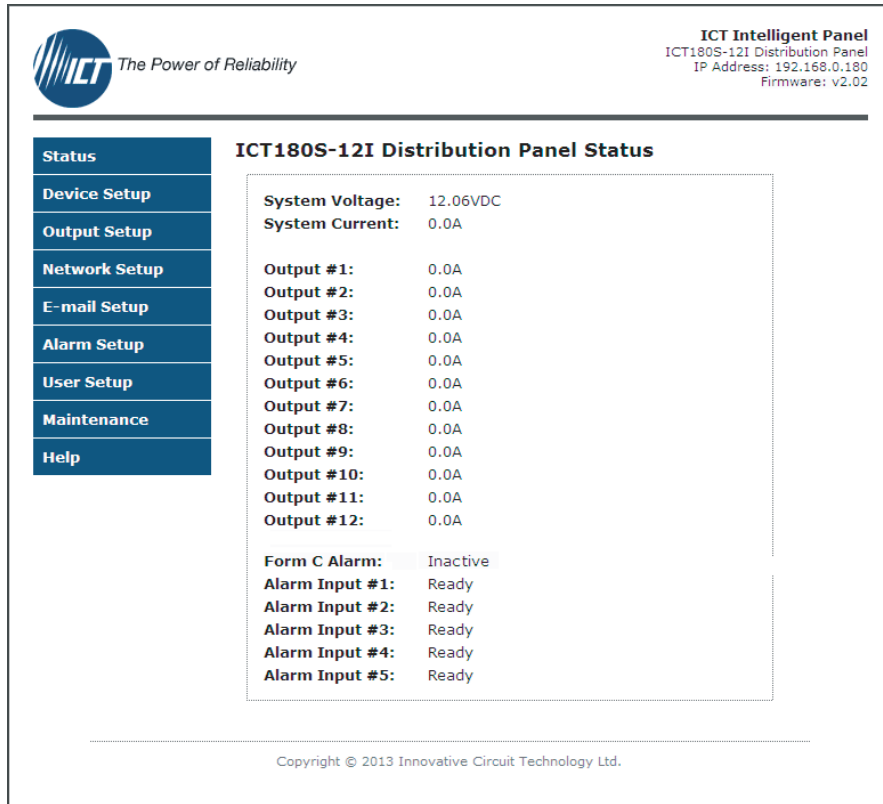 ICT
The Power of Reliability
ICT Intelligent Panel
ICT180S-12I Distribution Panel
IP Address: 192.168.0.180
Firmware: v2.02
Status
Device Setup
Output Setup
Network Setup
E-mail Setup
Alarm Setup
User Setup
Maintenance
Help
ICT180S-12I Distribution Panel Status
System Voltage: 12.06VDC
System Current: 0.0A
Output #1: 0.0A
Output #2: 0.0A
Output #3: 0.0A
Output #4: 0.0A
Output #5: 0.0A
Output #6: 0.0A
Output #7: 0.0A
Output #8: 0.0A
Output #9: 0.0A
Output #10: 0.0A
Output #11: 0.0A
Output #12: 0.0A
Form C Alarm: Inactive
Alarm Input #1: Ready
Alarm Input #2: Ready
Alarm Input #3: Ready
Alarm Input #4: Ready
Alarm Input #5: Ready
Copyright © 2013 Innovative Circuit Technology Ltd.